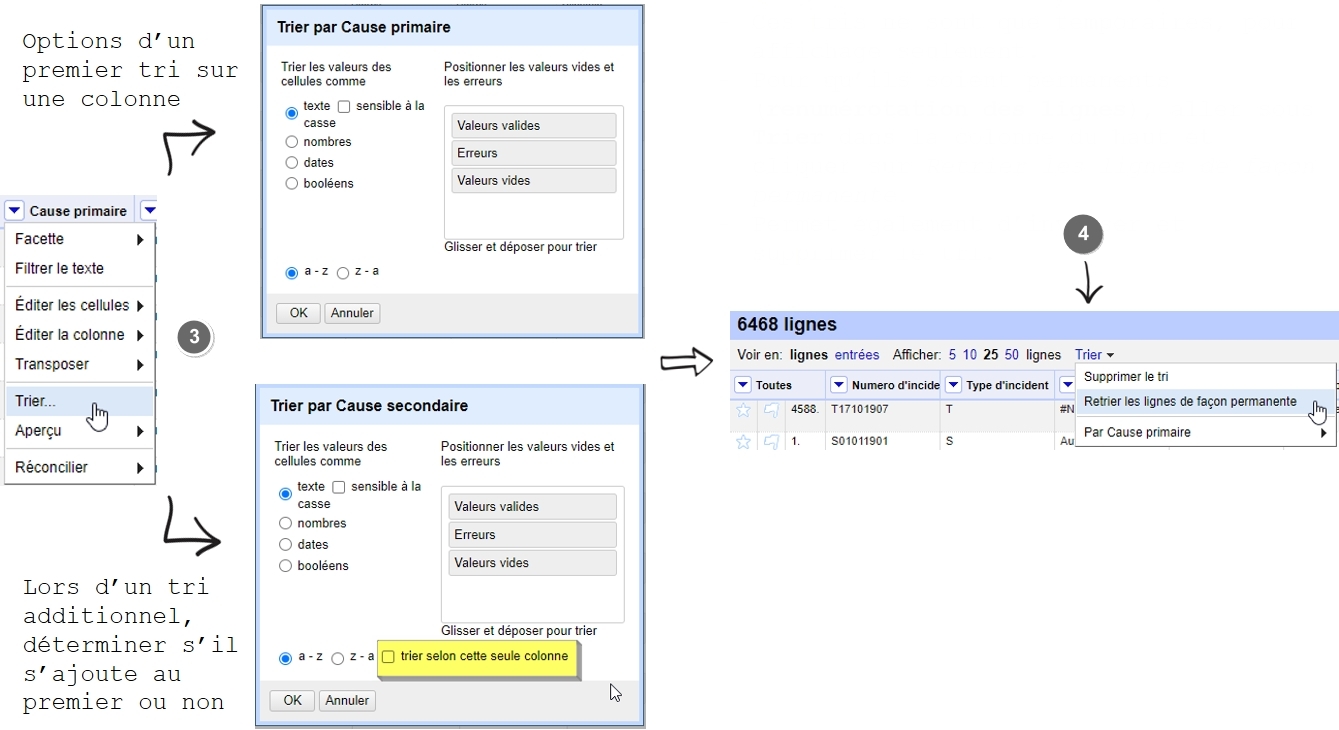 Options d’un
premier tri sur
une colonne
Cause primaire
Facette
Filtrer le texte
Éditer les cellules
Éditer la colonne
Transposer
Trier...
Aperçu
Réconcilier
3
Lors d’un tri
additionnel,
déterminer s’il
s’ajoute au
premier ou non
Trier par Cause primaire
Trier les valeurs des
cellules comme
texte sensible à la
casse
nombres
dates
booléens
Positionner les valeurs vides et
les erreurs
Valeurs valides
Erreurs
Valeurs vides
Glisser et déposer pour trier
a - z z - a
OK Annuler
Trier par Cause secondaire
Trier les valeurs des
cellules comme
texte sensible à la
casse
nombres
dates
booléens
Positionner les valeurs vides et
les erreurs
Valeurs valides
Erreurs
Valeurs vides
Glisser et déposer pour trier
a - z z - a trier selon cette seule colonne
OK Annuler
4
6468 lignes
Voir en: lignes entrées Afficher: 5 10 25 50 lignes Trier
Toutes Numero d'incide Type d'incident
4588. T17101907 T #N
1. S01011901 S Au
Supprimer le tri
Retrier les lignes de façon permanente
Par Cause primaire